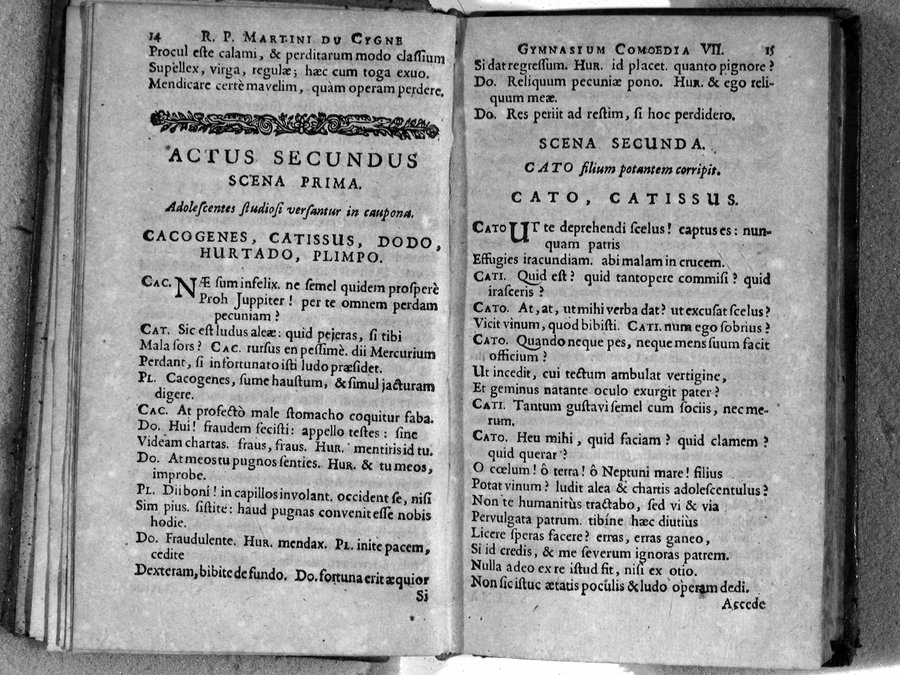 14 R. P. MARTINI DU CYGNE
Procul este calami, & perditarum modo classium
Supellex, virga, regulæ; hæc cum toga exuo.
Mendicare certè mavelim, quàm operam perdere.
ACTUS SECUNDUS
SCENA PRIMA.
Adolescentes studiosi versantur in caupona.
CACOGENES, CATISSUS, DODO,
HURTADO, PLIMPO.
CAC. NÆ sum infelix. ne semel quidem prosperè
Proh Juppiter! per te omnem perdam
pecuniam?
CAT. Sic est ludus aleæ: quid pejeras, si tibi
Mala sors? CAC. rursus en pessimè. dii Mercurium
Perdant, si infortunato isti ludo præsidet.
PL. Cacogenes, sume haustum, & simul jacturam
digere.
CAC. At profectò male stomacho coquitur faba.
DO. Hui! fraudem fecisti: appello testes: sine
Videam chartas. fraus, fraus. HUR. mentiris id tu.
DO. At meos tu pugnos senties. HUR. & tu meos,
improbe.
PL. Dii boni! in capillos involant. occident se, nisi
Sim pius. sistite: haud pugnas convenit esse nobis
hodie.
DO. Fraudulente. HUR. mendax. PL. inite pacem,
cedite
Dexteram, bibite de fundo. DO. fortuna erit æquior
Si
GYMNASIUM COMOEDIA VII. 15
Si dat regressum. HUR. id placet. quanto pignore?
DO. Reliquum pecuniæ pono. HUR. & ego reli-
quum meæ.
DO. Res periit ad restim, si hoc perdidero.
SCENA SECUNDA.
CATO filium potantem corripit.
CATO, CATISSUS.
CATO UT te deprehendi scelus! captus es: nun-
quam patris
Effugies iracundiam. abi malam in crucem.
CATI. Quid est? quid tantopere commisi? quid
irasceris?
CATO. At, at, ut mihi verba dat? ut excusat scelus?
Vicit vinum, quod bibisti. CATI. num ego sobrius?
CATO. Quando neque pes, neque mens suum facit
officium?
Ut incedit, cui tectum ambulat vertigine,
Et geminus natante oculo exurgit pater?
CATI. Tantum gustavi semel cum sociis, nec me-
rum.
CATO. Heu mihi, quid faciam? quid clamem?
quid querar?
O cœlum! ô terra! ô Neptuni mare! filius
Potat vinum? ludit alea & chartis adolescentulus?
Non te humanitùs tractabo, sed vi & via
Pervulgata patrum. tibine hæc diutiùs
Licere speras facere? erras, erras ganeo,
Si id credis, & me severum ignoras patrem.
Nulla adeo ex re istud fit, nisi ex otio.
Non sic istuc ætatis poculis & ludo operam dedi.
Accede